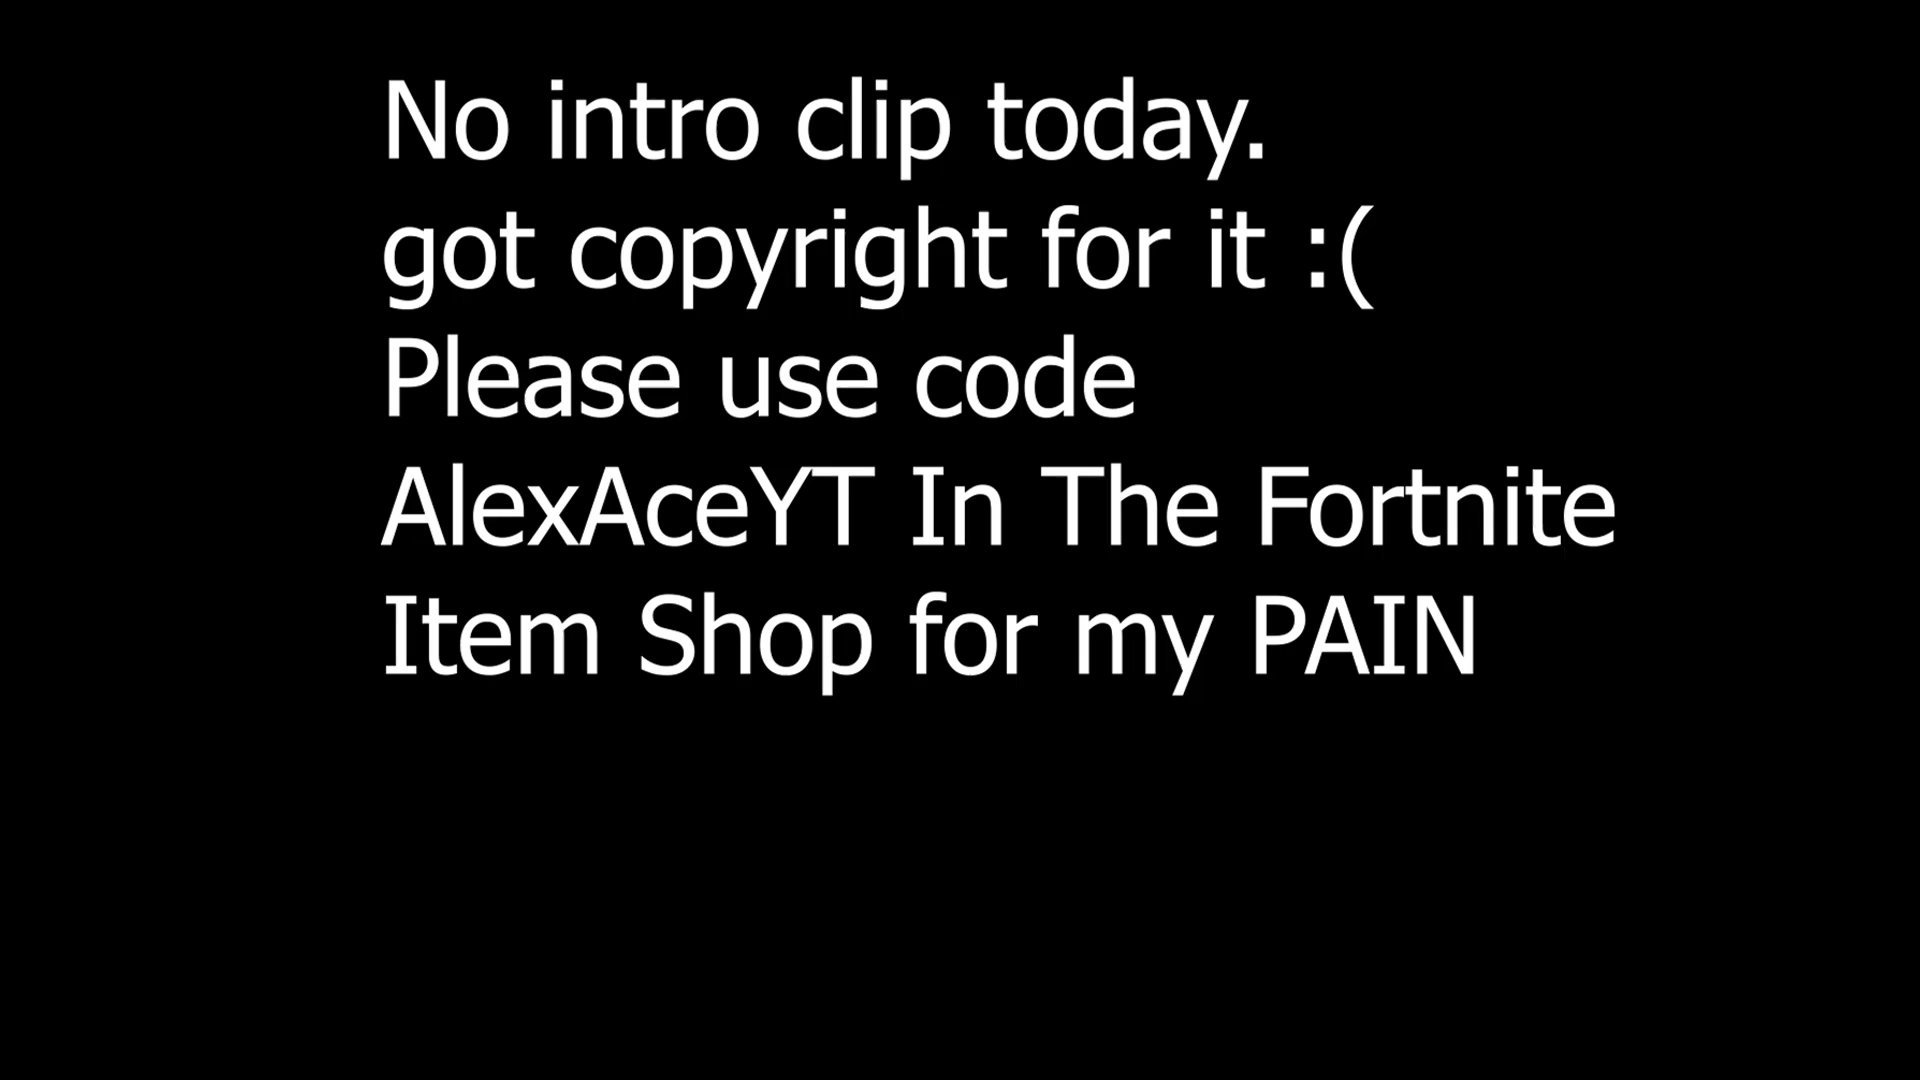 No intro clip today.
got copyright for it :(
Please use code
AlexAceYT In The Fortnite
Item Shop for my PAIN